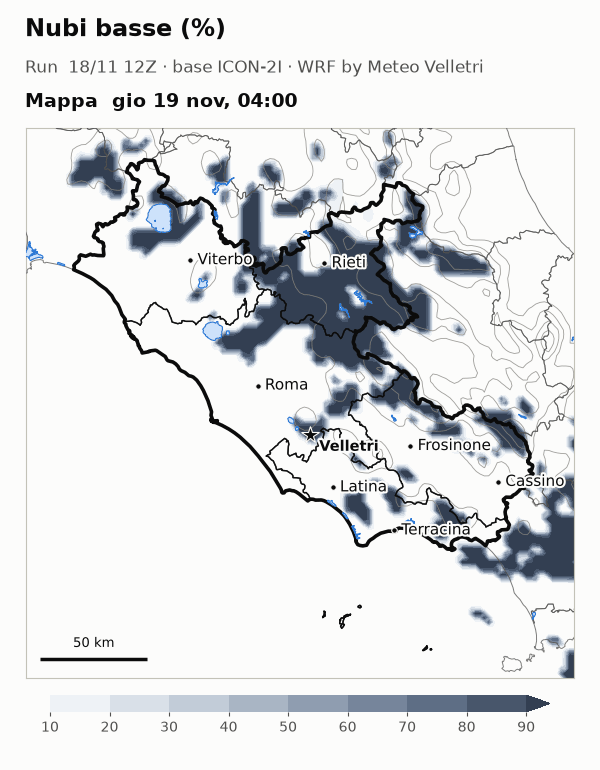 Nubi basse (%)
Run 18/11 12Z · base ICON-2I · WRF by Meteo Velletri
Mappa gio 19 nov, 04:00
Viterbo
Rieti
Roma
Velletri
Frosinone
Latina
Cassino
Terracina
50 km
10 20 30 40 50 60 70 80 90